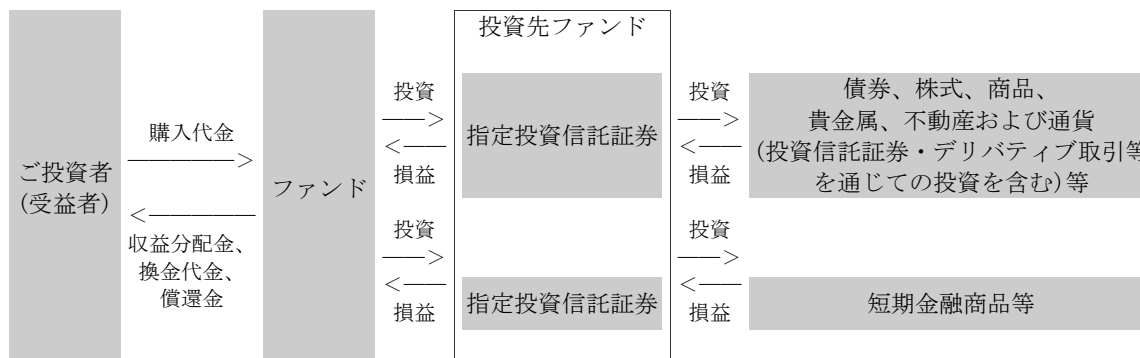 投資先ファンド
ご投資者
(受益者)
購入代金
————>
<————
収益分配金、
換金代金、
償還金
ファンド
投資
——>
<——
損益
指定投資信託証券
投資
——>
<——
損益
債券、株式、商品、
貴金属、不動産および通貨
(投資信託証券・デリバティブ取引等
を通じての投資を含む)等
投資
——>
<——
損益
指定投資信託証券
投資
——>
<——
損益
短期金融商品等